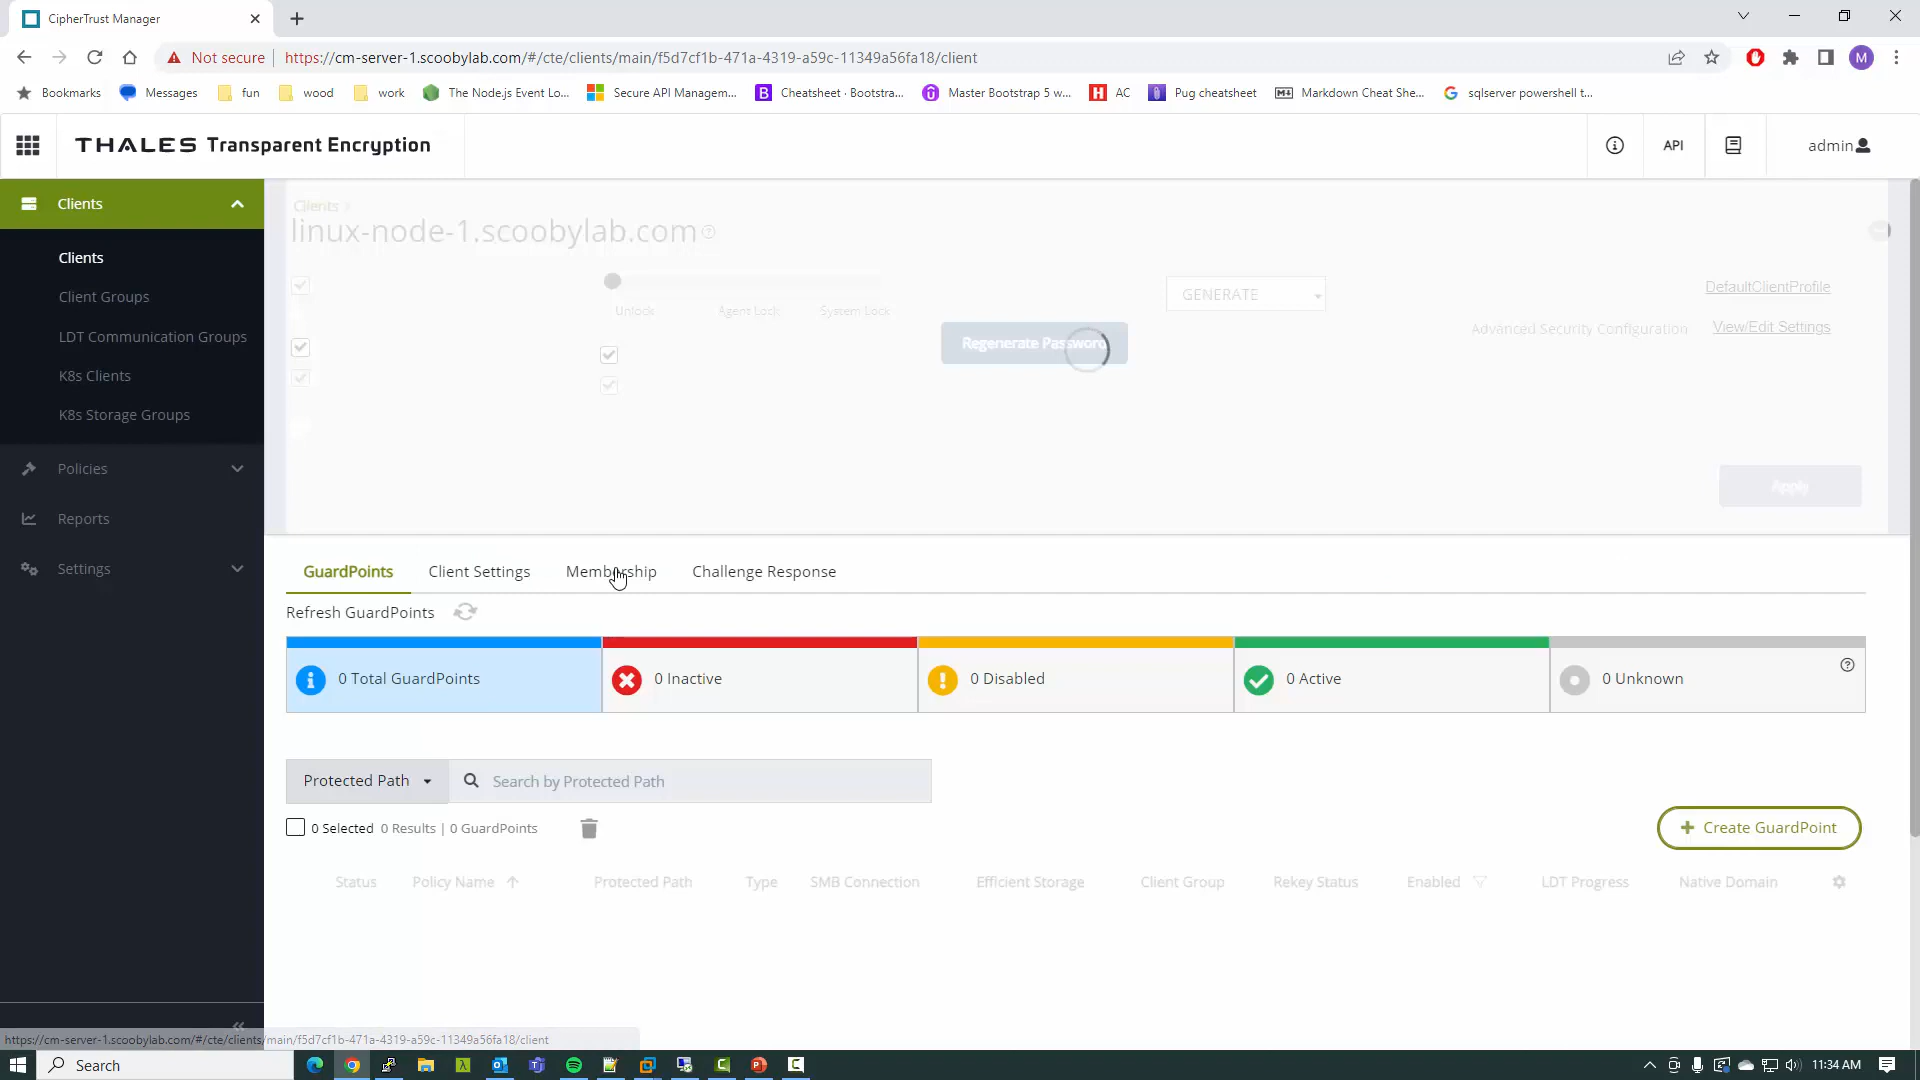 CipherTrust Manager
Not secure
https://cm-server-1.scoobylab.com/#/cte/clients/main/f5d7cf1b-471a-4319-a59c-11349a56fa18/client
M
Bookmarks
Messages
fun
wood
work
The Node.js Event Lo...
Secure API Managem...
Cheatsheet · Bootstra...
Master Bootstrap 5 w...
AC
Pug cheatsheet
Markdown Cheat She...
sqlserver powershell t...
THALES Transparent Encryption
API
admin
Clients
Clients
Client Groups
LDT Communication Groups
K8s Clients
K8s Storage Groups
Policies
Reports
Settings
Clients
linux-node-1.scoobylab.com
Unlock
Agent Lock
System Lock
Regenerate Password
GENERATE
DefaultClientProfile
Advanced Security Configuration
View/Edit Settings
Apply
GuardPoints
Client Settings
Membership
Challenge Response
Refresh GuardPoints
0 Total GuardPoints
0 Inactive
0 Disabled
0 Active
0 Unknown
Protected Path
Search by Protected Path
0 Selected 0 Results | 0 GuardPoints
Create GuardPoint
Status
Policy Name
Protected Path
Type
SMB Connection
Efficient Storage
Client Group
Rekey Status
Enabled
LDT Progress
Native Domain
https://cm-server-1.scoobylab.com/#/cte/clients/main/f5d7cf1b-471a-4319-a59c-11349a56fa18/client
Search
11:34 AM